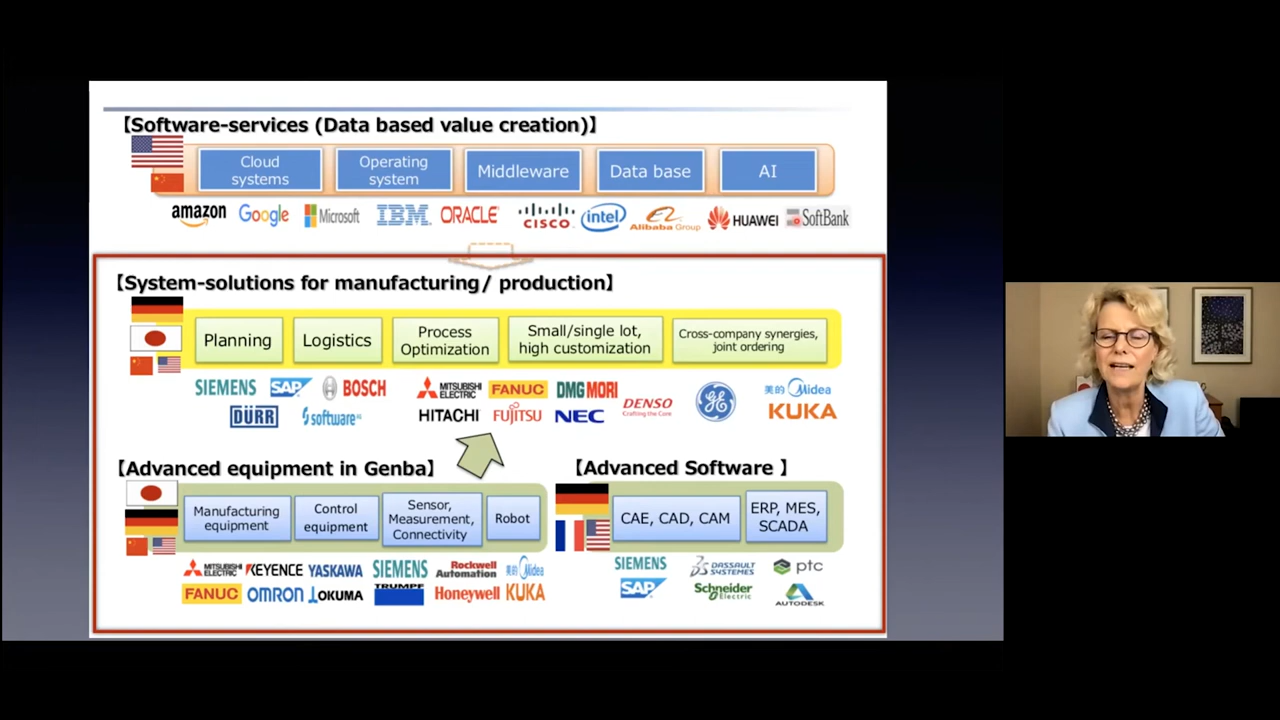 【Software-services (Data based value creation)】
Cloud systems
Operating system
Middleware
Data base
AI
amazon Google Microsoft IBM ORACLE CISCO intel Alibaba Group HUAWEI SoftBank
【System-solutions for manufacturing/ production】
Planning
Logistics
Process Optimization
Small/single lot, high customization
Cross-company synergies, joint ordering
SIEMENS SAP BOSCH MITSUBISHI ELECTRIC FANUC DMG MORI DENSO Crafting the Core GE 美的 Midea
DÜRR software AG HITACHI FUJITSU NEC KUKA
【Advanced equipment in Genba】
Manufacturing equipment
Control equipment
Sensor, Measurement, Connectivity
Robot
MITSUBISHI ELECTRIC KEYENCE YASKAWA SIEMENS Rockwell Automation 美的 Midea
FANUC OMRON OKUMA TRUMPF Honeywell KUKA
【Advanced Software 】
CAE, CAD, CAM
ERP, MES, SCADA
SIEMENS DASSAULT SYSTEMES ptc
SAP Schneider Electric AUTODESK